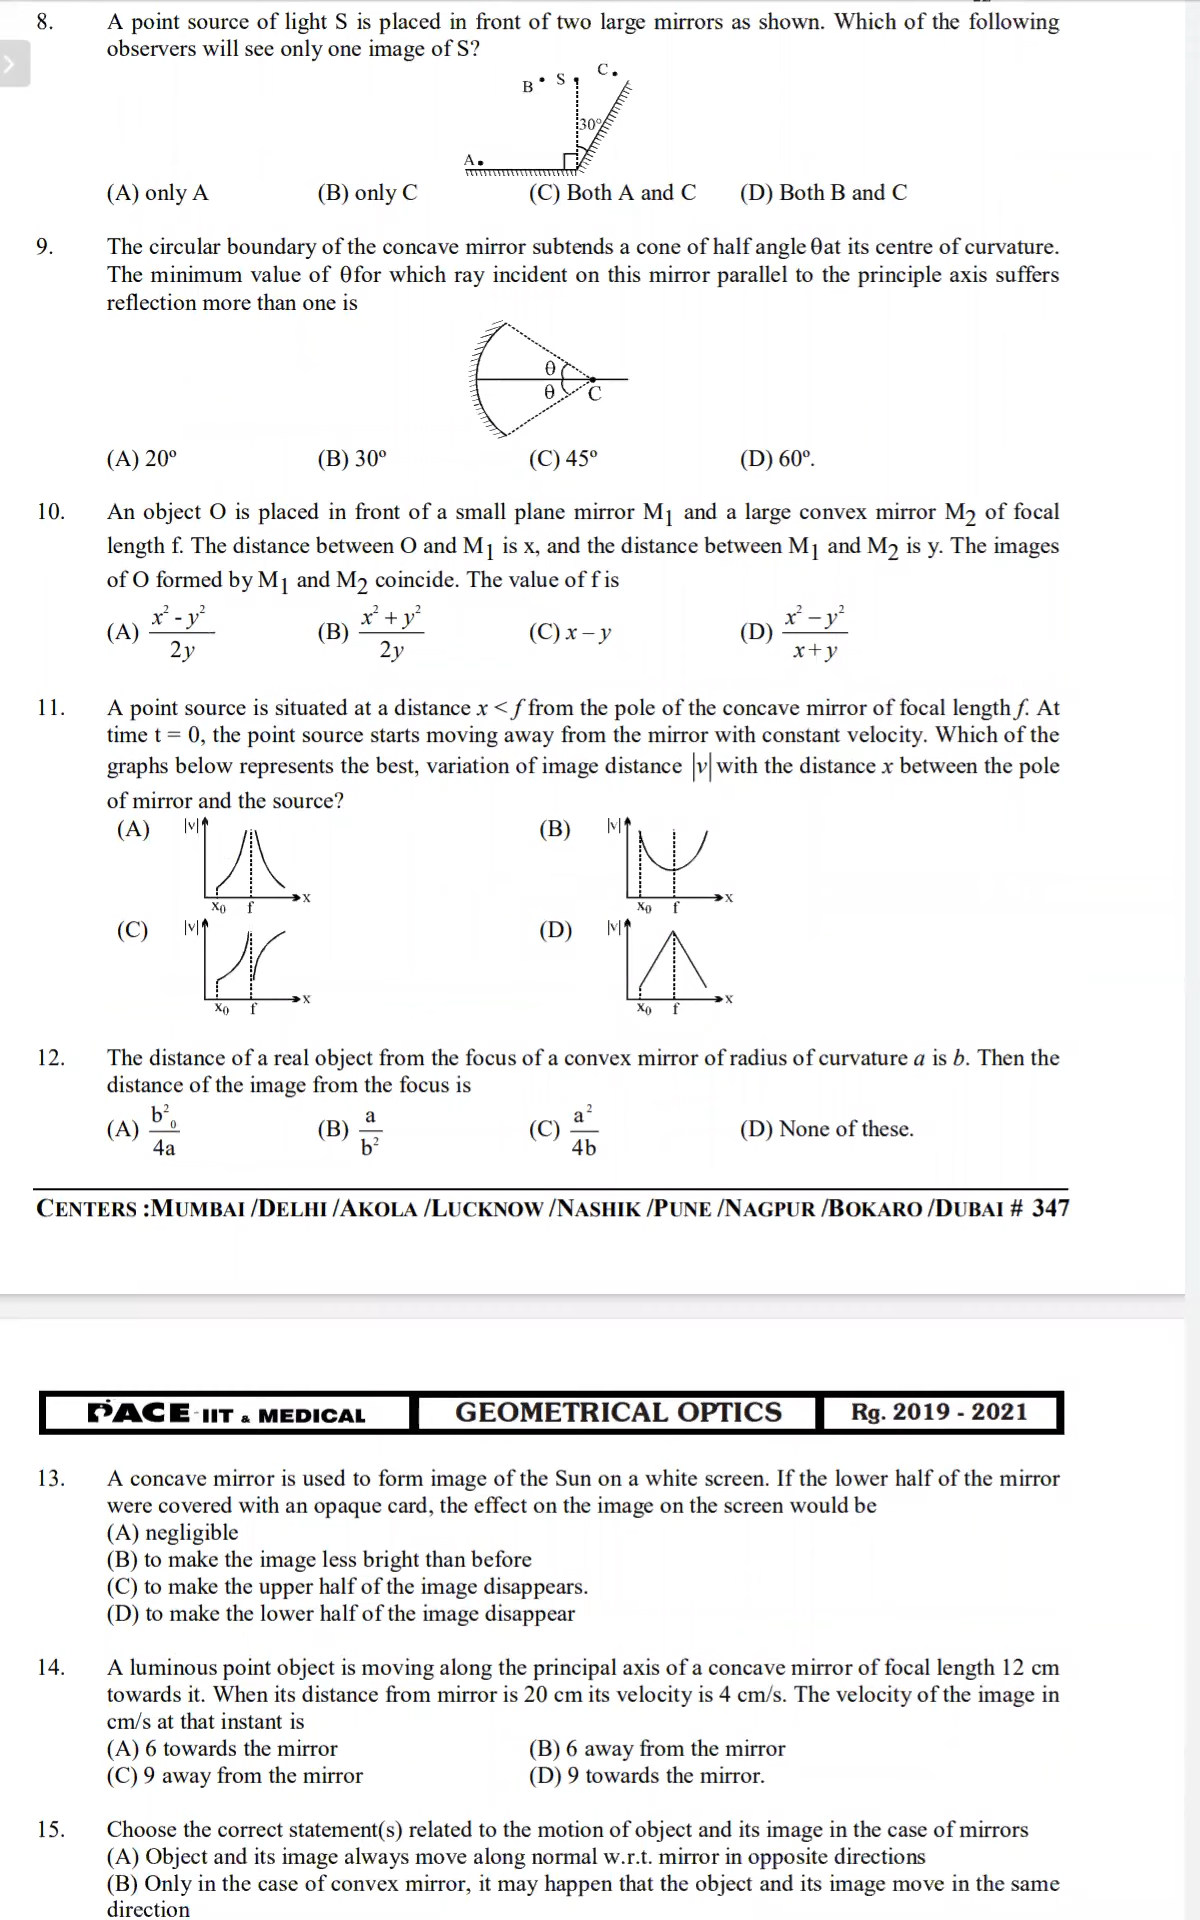 8. A point source of light S is placed in front of two large mirrors as shown. Which of the following
observers will see only one image of S?
B S C
30°
A
(A) only A (B) only C (C) Both A and C (D) Both B and C
9. The circular boundary of the concave mirror subtends a cone of half angle θat its centre of curvature.
The minimum value of θfor which ray incident on this mirror parallel to the principle axis suffers
reflection more than one is
θ
θ C
(A) 20º (B) 30º (C) 45º (D) 60º.
10. An object O is placed in front of a small plane mirror M₁ and a large convex mirror M₂ of focal
length f. The distance between O and M₁ is x, and the distance between M₁ and M₂ is y. The images
of O formed by M₁ and M₂ coincide. The value of f is
(A) x² - y² / 2y (B) x² + y² / 2y (C) x – y (D) x² – y² / x + y
11. A point source is situated at a distance x < f from the pole of the concave mirror of focal length f. At
time t = 0, the point source starts moving away from the mirror with constant velocity. Which of the
graphs below represents the best, variation of image distance |v| with the distance x between the pole
of mirror and the source?
(A) |v| x₀ f x (B) |v| x₀ f x
(C) |v| x₀ f x (D) |v| x₀ f x
12. The distance of a real object from the focus of a convex mirror of radius of curvature a is b. Then the
distance of the image from the focus is
(A) b²₀ / 4a (B) a / b² (C) a² / 4b (D) None of these.
CENTERS :MUMBAI /DELHI /AKOLA /LUCKNOW /NASHIK /PUNE /NAGPUR /BOKARO /DUBAI # 347
PACE IIT & MEDICAL GEOMETRICAL OPTICS Rg. 2019 - 2021
13. A concave mirror is used to form image of the Sun on a white screen. If the lower half of the mirror
were covered with an opaque card, the effect on the image on the screen would be
(A) negligible
(B) to make the image less bright than before
(C) to make the upper half of the image disappears.
(D) to make the lower half of the image disappear
14. A luminous point object is moving along the principal axis of a concave mirror of focal length 12 cm
towards it. When its distance from mirror is 20 cm its velocity is 4 cm/s. The velocity of the image in
cm/s at that instant is
(A) 6 towards the mirror (B) 6 away from the mirror
(C) 9 away from the mirror (D) 9 towards the mirror.
15. Choose the correct statement(s) related to the motion of object and its image in the case of mirrors
(A) Object and its image always move along normal w.r.t. mirror in opposite directions
(B) Only in the case of convex mirror, it may happen that the object and its image move in the same
direction